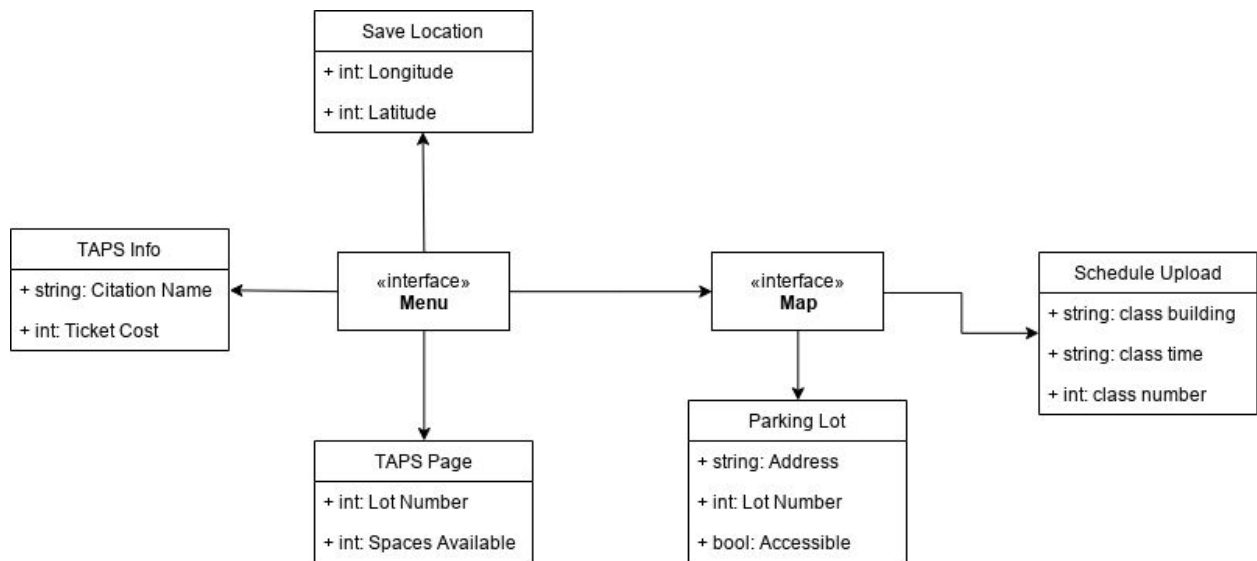 Save Location
+ int: Longitude
+ int: Latitude
TAPS Info
+ string: Citation Name
+ int: Ticket Cost
«interface»
Menu
«interface»
Map
Schedule Upload
+ string: class building
+ string: class time
+ int: class number
TAPS Page
+ int: Lot Number
+ int: Spaces Available
Parking Lot
+ string: Address
+ int: Lot Number
+ bool: Accessible